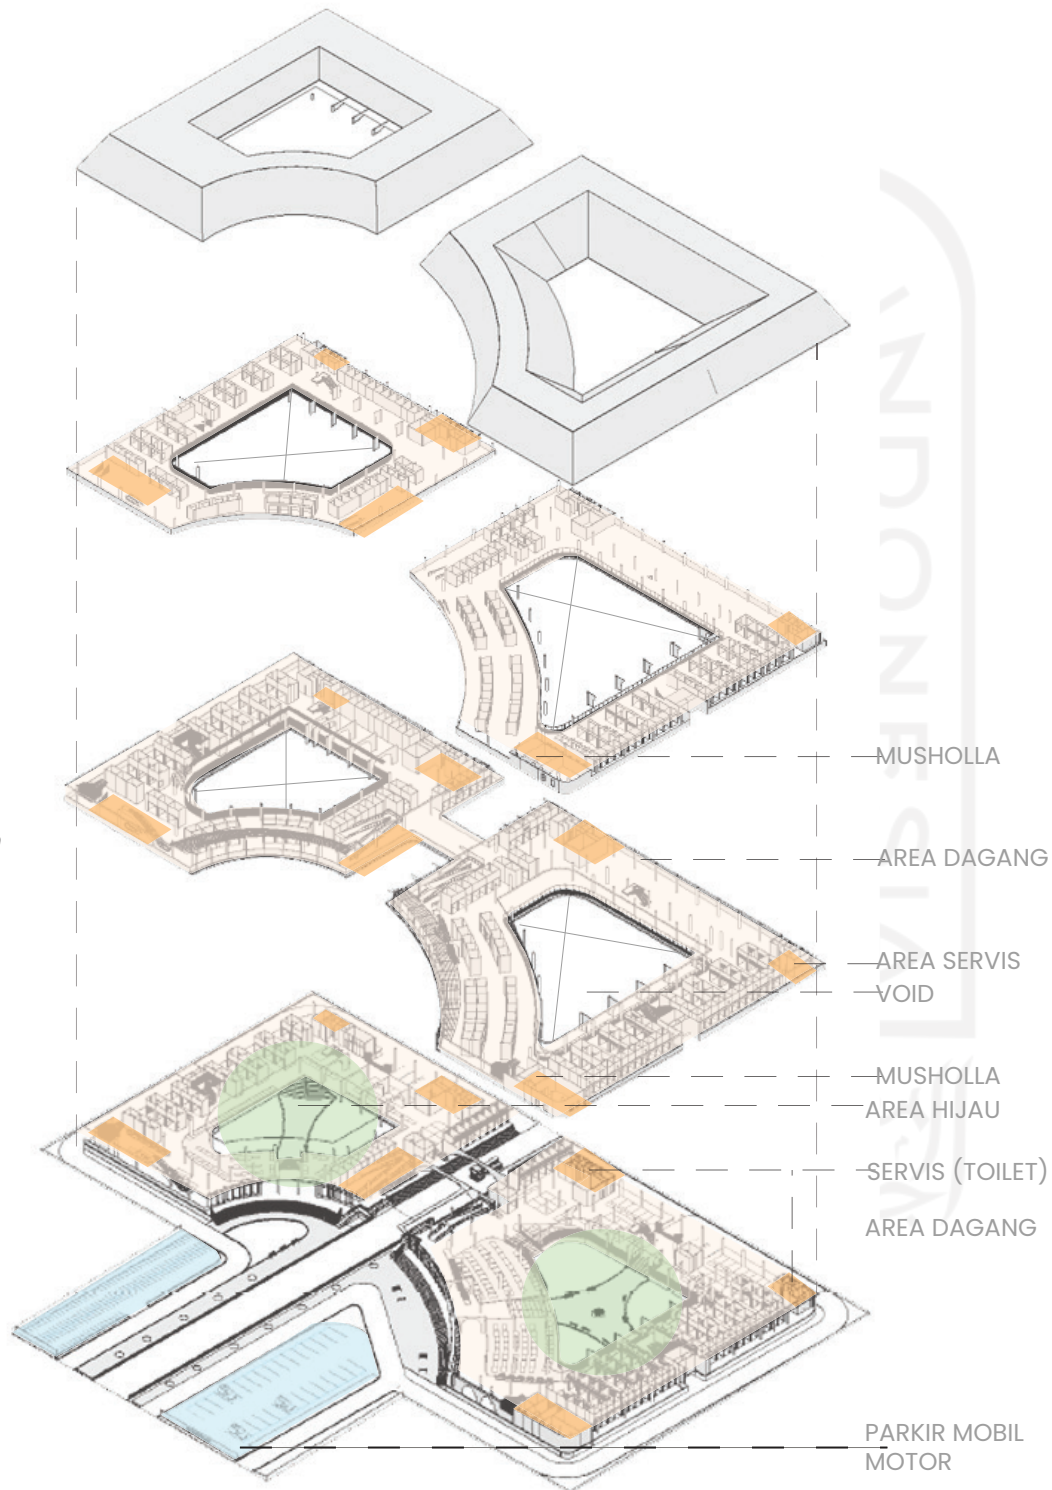 MUSHOLLA
AREA DAGANG
AREA SERVIS
VOID
MUSHOLLA
AREA HIJAU
SERVIS (TOILET)
AREA DAGANG
PARKIR MOBIL
MOTOR